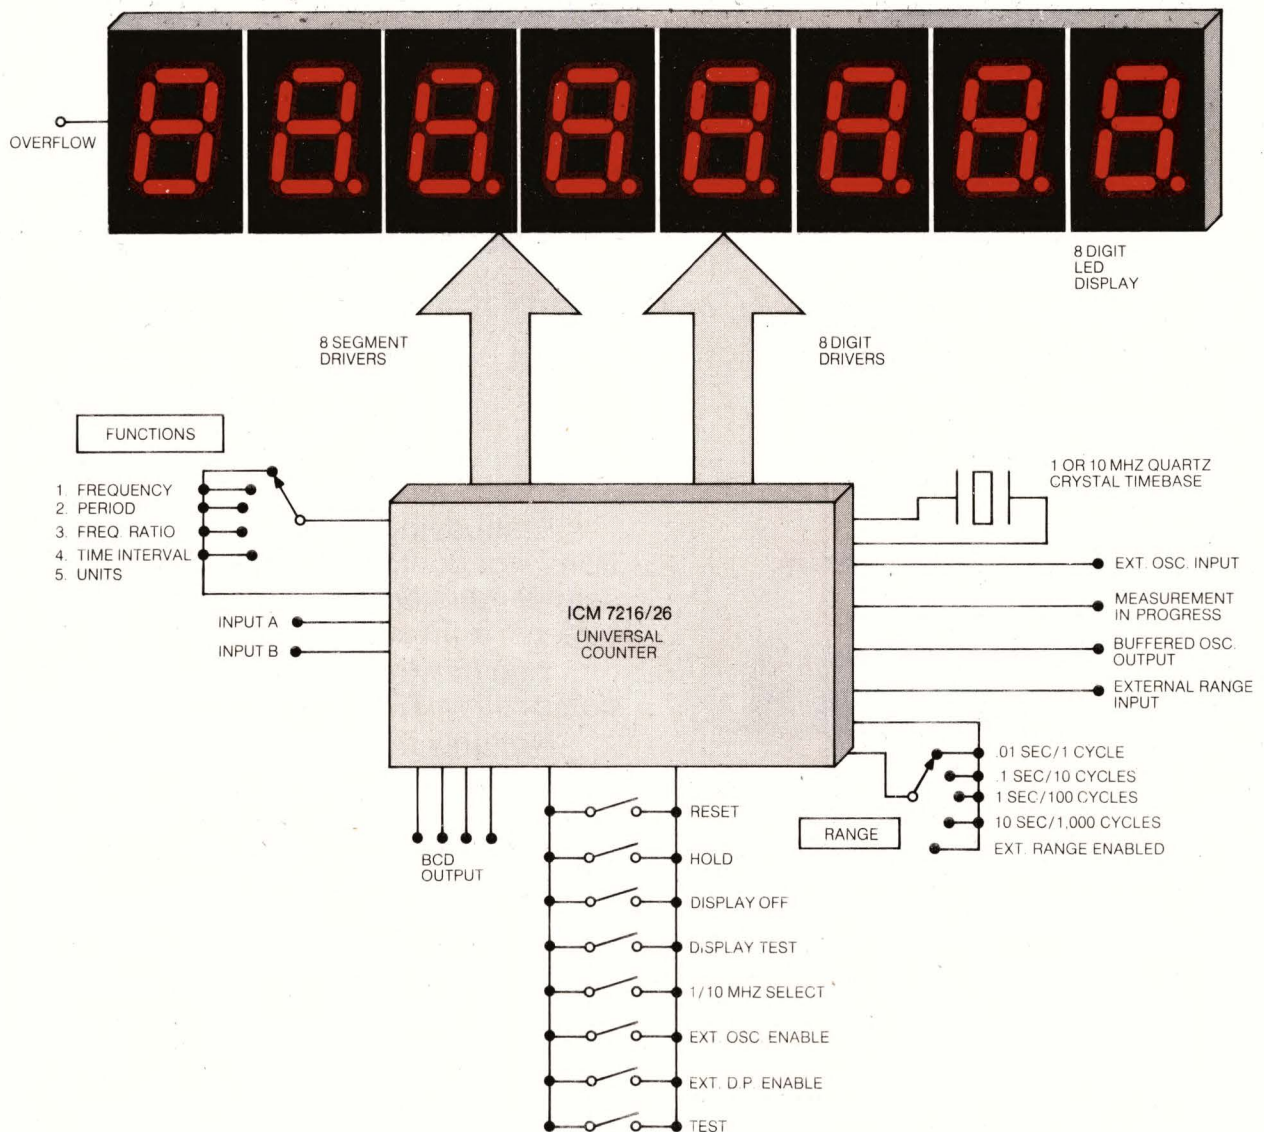 OVERFLOW
8 DIGIT
LED
DISPLAY
8 SEGMENT
DRIVERS
8 DIGIT
DRIVERS
FUNCTIONS
1. FREQUENCY
2. PERIOD
3. FREQ. RATIO
4. TIME INTERVAL
5. UNITS
1 OR 10 MHZ QUARTZ
CRYSTAL TIMEBASE
INPUT A
INPUT B
ICM 7216/26
UNIVERSAL
COUNTER
EXT. OSC. INPUT
MEASUREMENT
IN PROGRESS
BUFFERED OSC.
OUTPUT
EXTERNAL RANGE
INPUT
RANGE
.01 SEC/1 CYCLE
.1 SEC/10 CYCLES
1 SEC/100 CYCLES
10 SEC/1,000 CYCLES
EXT. RANGE ENABLED
BCD
OUTPUT
RESET
HOLD
DISPLAY OFF
DISPLAY TEST
1/10 MHZ SELECT
EXT. OSC. ENABLE
EXT. D.P. ENABLE
TEST